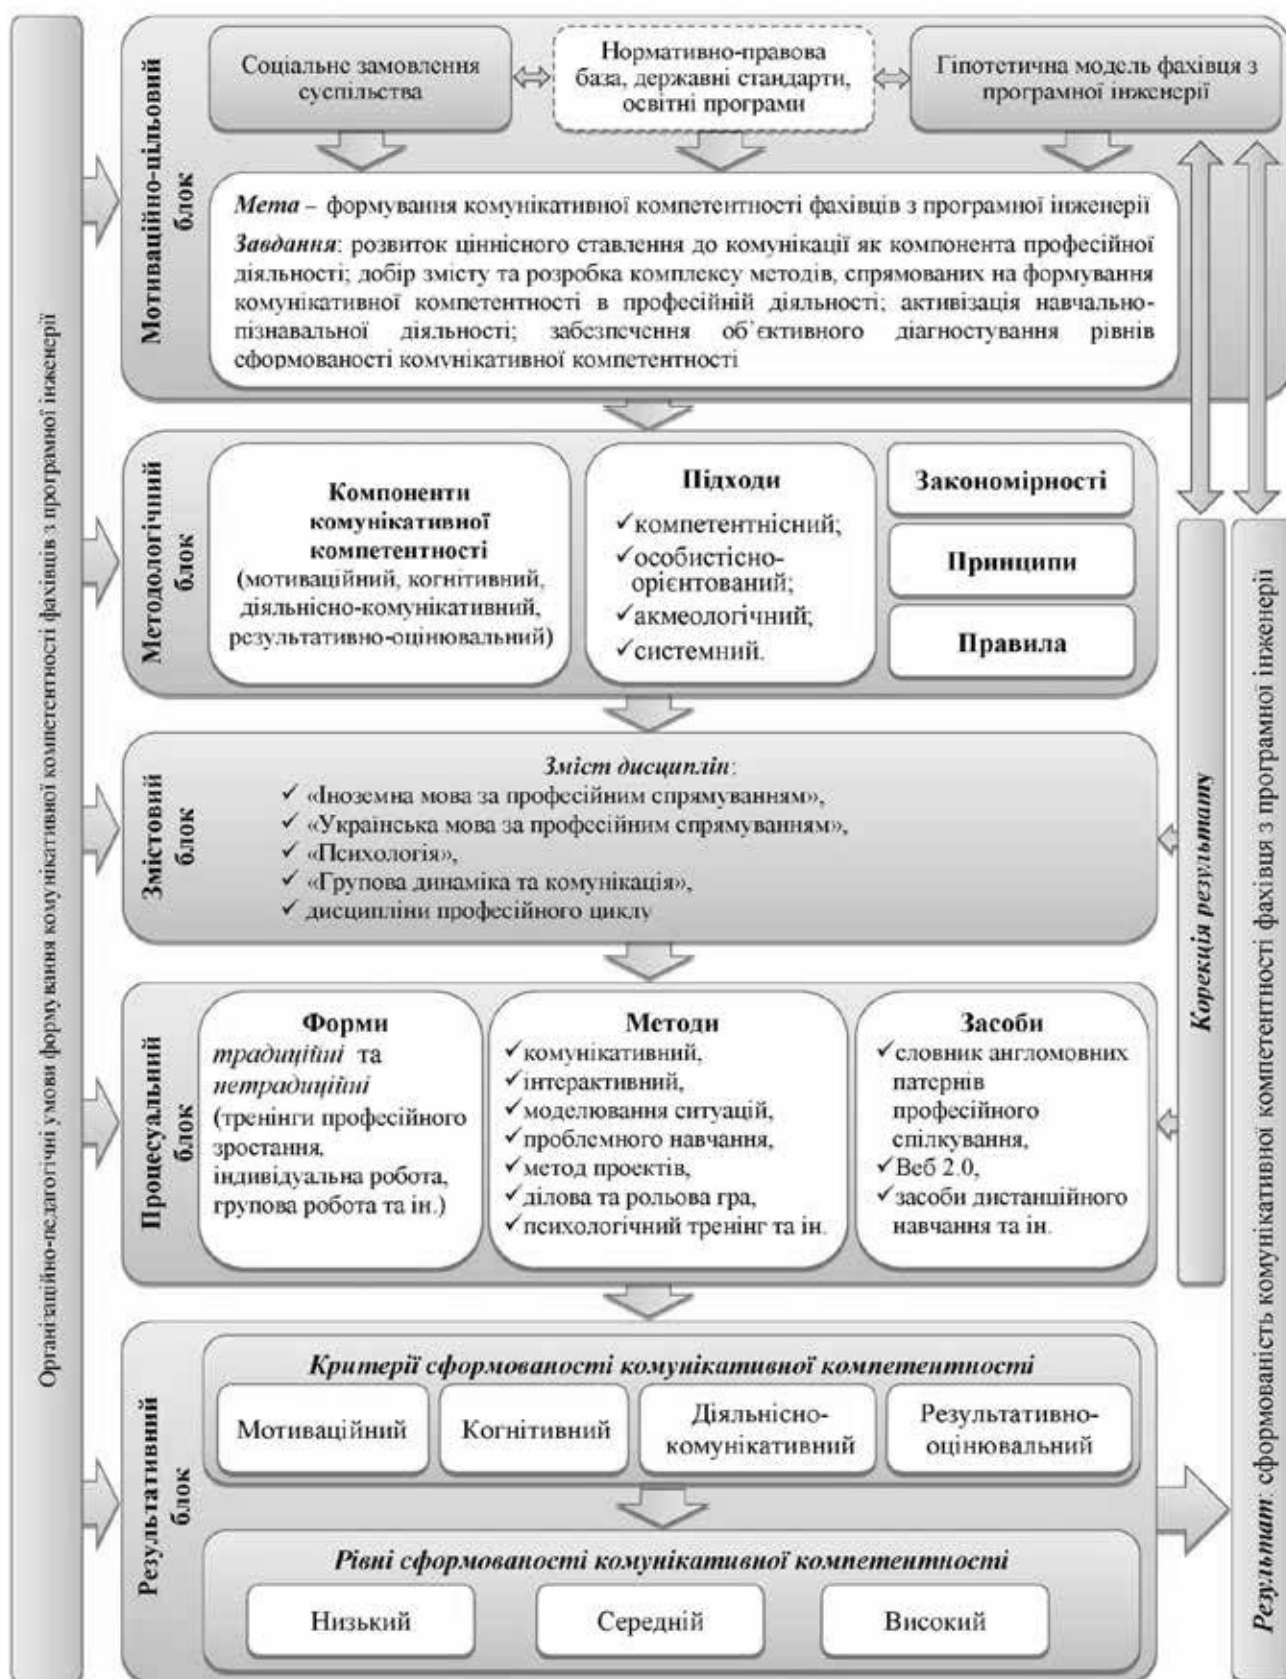 Організаційно-педагогічні умови формування комунікативної компетентності фахівців з програмної інженерії
Мотиваційно-цільовий
блок
Соціальне замовлення
суспільства
Нормативно-правова
база, державні стандарти,
освітні програми
Гіпотетична модель фахівця з
програмної інженерії
Мета – формування комунікативної компетентності фахівців з програмної інженерії
Завдання: розвиток ціннісного ставлення до комунікації як компонента професійної
діяльності; добір змісту та розробка комплексу методів, спрямованих на формування
комунікативної компетентності в професійній діяльності; активізація навчально-
пізнавальної діяльності; забезпечення об’єктивного діагностування рівнів
сформованості комунікативної компетентності
Методологічний
блок
Компоненти
комунікативної
компетентності
(мотиваційний, когнітивний,
діяльнісно-комунікативний,
результативно-оцінювальний)
Підходи
✓компетентнісний;
✓особистісно-
орієнтований;
✓акмеологічний;
✓системний.
Закономірності
Принципи
Правила
Змістовий
блок
Зміст дисциплін:
✓ «Іноземна мова за професійним спрямуванням»,
✓ «Українська мова за професійним спрямуванням»,
✓ «Психологія»,
✓ «Групова динаміка та комунікація»,
✓ дисципліни професійного циклу
Процесуальний
блок
Форми
традиційні та
нетрадиційні
(тренінги професійного
зростання,
індивідуальна робота,
групова робота та ін.)
Методи
✓комунікативний,
✓інтерактивний,
✓моделювання ситуацій,
✓проблемного навчання,
✓метод проектів,
✓ділова та рольова гра,
✓психологічний тренінг та ін.
Засоби
✓словник англомовних
патернів
професійного
спілкування,
✓Веб 2.0,
✓засоби дистанційного
навчання та ін.
Результативний
блок
Критерії сформованості комунікативної компетентності
Мотиваційний
Когнітивний
Діяльнісно-
комунікативний
Результативно-
оцінювальний
Рівні сформованості комунікативної компетентності
Низький
Середній
Високий
Корекція результату
Результат: сформованість комунікативної компетентності фахівця з програмної інженерії